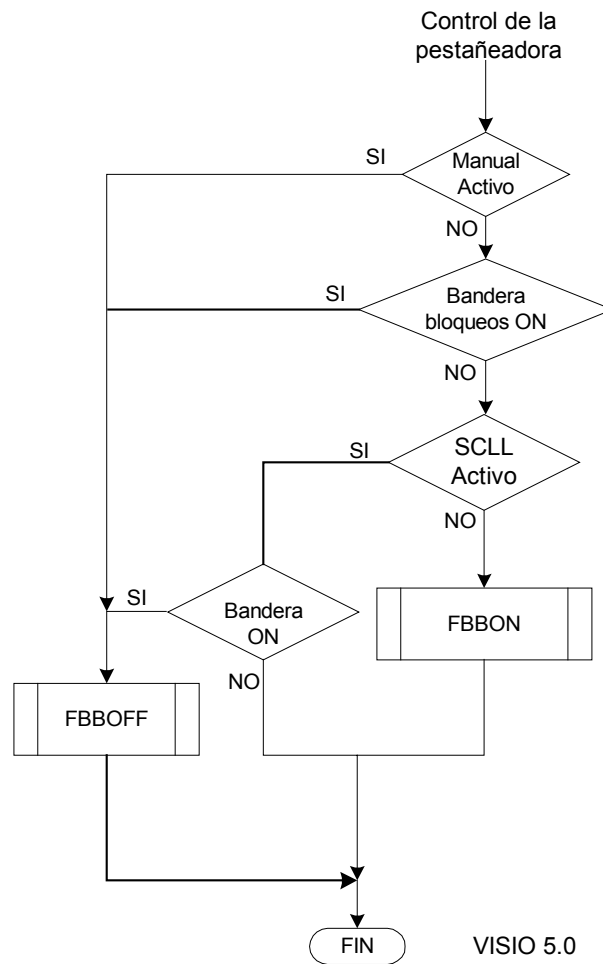 Control de la
pestañeadora
SI
Manual
Activo
NO
SI
Bandera
bloqueos ON
NO
SI
SCLL
Activo
NO
SI
Bandera
ON
NO
FBBON
FBBOFF
FIN
VISIO 5.0